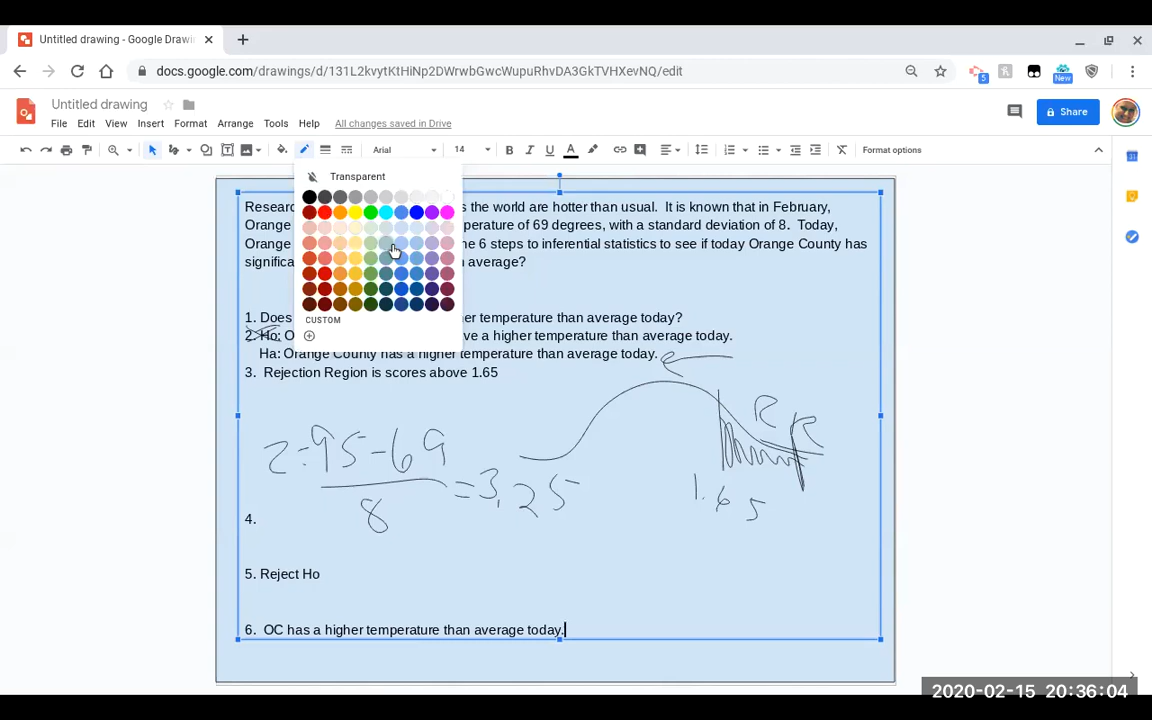 Untitled drawing - Google Drawi
docs.google.com/drawings/d/131L2kvytKtHiNp2DWrwbGwcWupuRhvDA3GkTVHXevNQ/edit
5
New
Untitled drawing
File Edit View Insert Format Arrange Tools Help All changes saved in Drive
Share
Arial 14 B I U A Format options
Transparent
CUSTOM
s the world are hotter than usual. It is known that in February,
Orange perature of 69 degrees, with a standard deviation of 8. Today,
Orange he 6 steps to inferential statistics to see if today Orange County has
average?
1. Does her temperature than average today?
2. Ho: ve a higher temperature than average today.
Ha: Orange County has a higher temperature than average today.
3. Rejection Region is scores above 1.65
RR
z = 95 - 69
8
= 3.25
1.65
4.
5. Reject Ho
6. OC has a higher temperature than average today.
2020-02-15 20:36:04